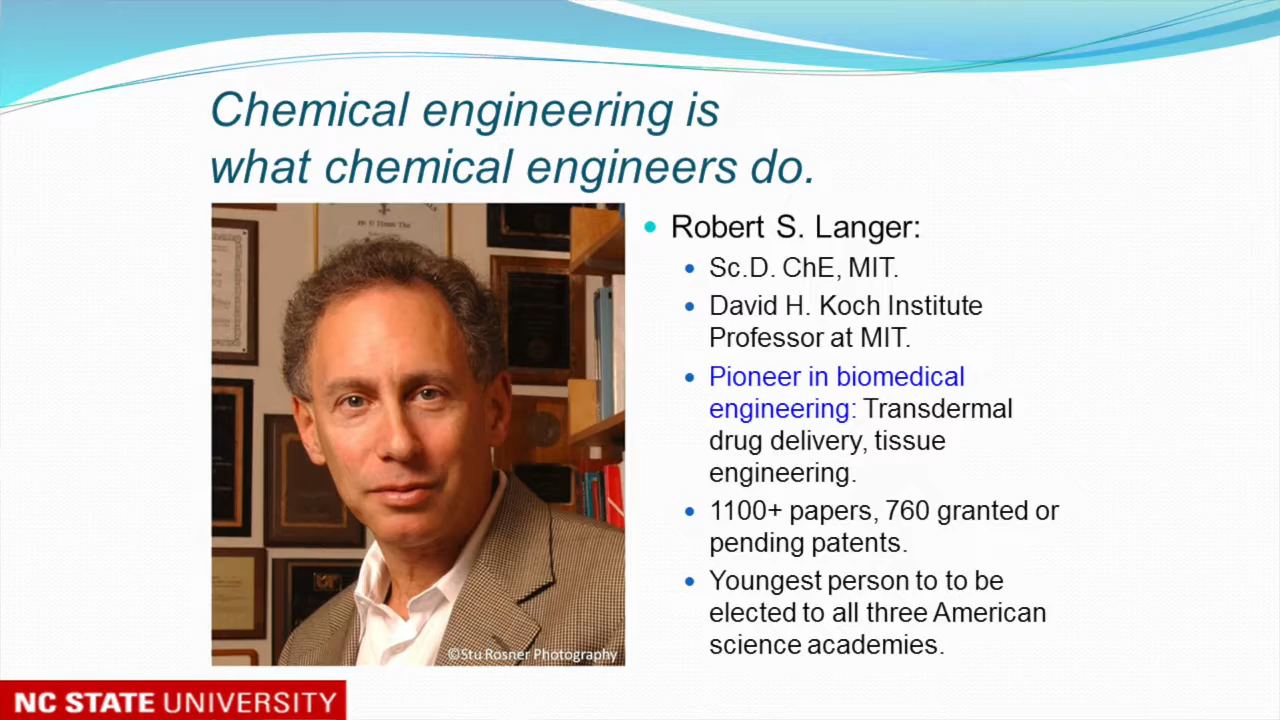 Chemical engineering is
what chemical engineers do.
• Robert S. Langer:
• Sc.D. ChE, MIT.
• David H. Koch Institute
Professor at MIT.
• Pioneer in biomedical
engineering: Transdermal
drug delivery, tissue
engineering.
• 1100+ papers, 760 granted or
pending patents.
• Youngest person to to be
elected to all three American
science academies.
©Stu Rosner Photography
NC STATE UNIVERSITY